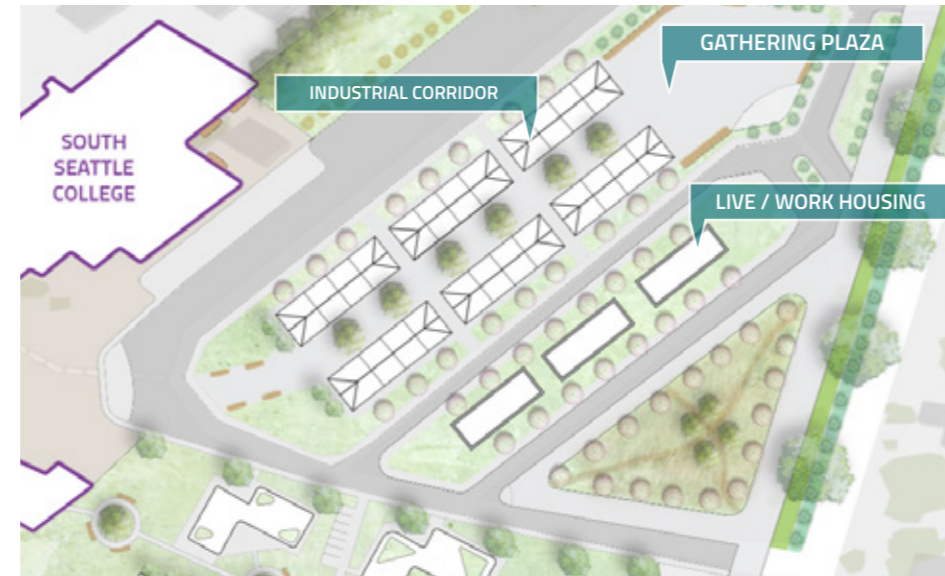 GATHERING PLAZA
INDUSTRIAL CORRIDOR
SOUTH
SEATTLE
COLLEGE
LIVE / WORK HOUSING